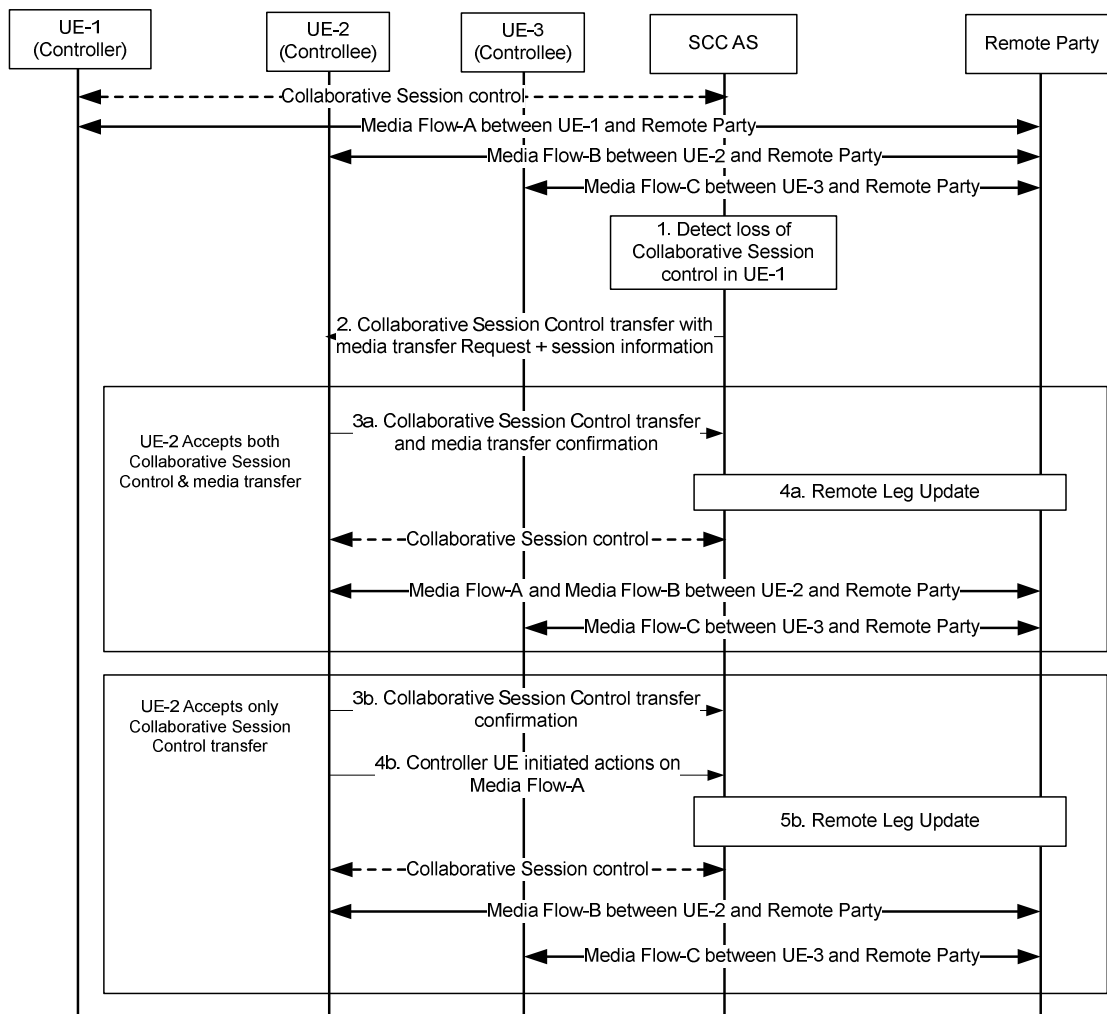 UE-1
(Controller)
UE-2
(Controllee)
UE-3
(Controllee)
SCC AS
Remote Party
Collaborative Session control
Media Flow-A between UE-1 and Remote Party
Media Flow-B between UE-2 and Remote Party
Media Flow-C between UE-3 and Remote Party
1. Detect loss of
Collaborative Session
control in UE-1
2. Collaborative Session Control transfer with
media transfer Request + session information
UE-2 Accepts both
Collaborative Session
Control & media transfer
3a. Collaborative Session Control transfer
and media transfer confirmation
4a. Remote Leg Update
Collaborative Session control
Media Flow-A and Media Flow-B between UE-2 and Remote Party
Media Flow-C between UE-3 and Remote Party
UE-2 Accepts only
Collaborative Session
Control transfer
3b. Collaborative Session Control transfer
confirmation
4b. Controller UE initiated actions on
Media Flow-A
5b. Remote Leg Update
Collaborative Session control
Media Flow-B between UE-2 and Remote Party
Media Flow-C between UE-3 and Remote Party